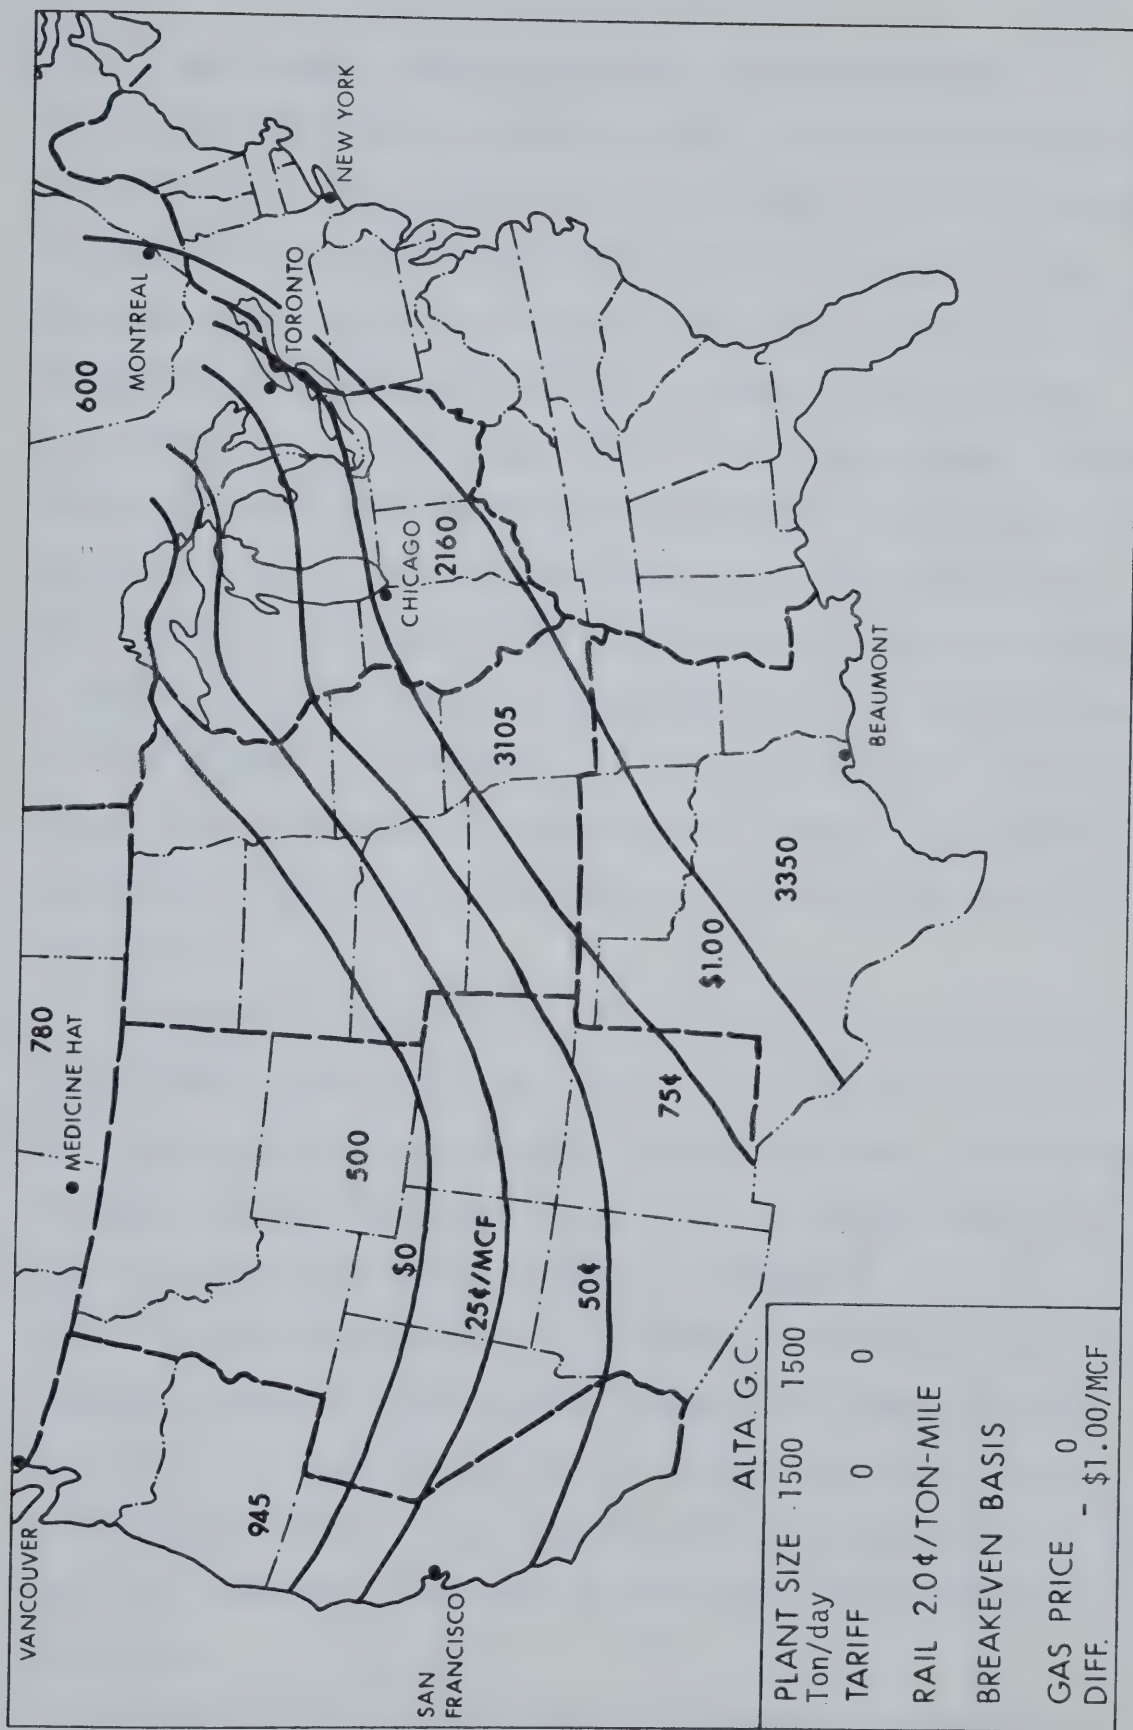 VANCOUVER
780
MEDICINE HAT
600
MONTREAL
TORONTO
NEW YORK
945
500
$0
25¢/MCF
50¢
75¢
$1.00
CHICAGO
2160
3105
3350
SAN
FRANCISCO
BEAUMONT
ALTA. G.C.
PLANT SIZE 1500 1500
Ton/day
TARIFF 0 0
RAIL 2.0¢/TON-MILE
BREAKEVEN BASIS
GAS PRICE 0
DIFF. - $1.00/MCF